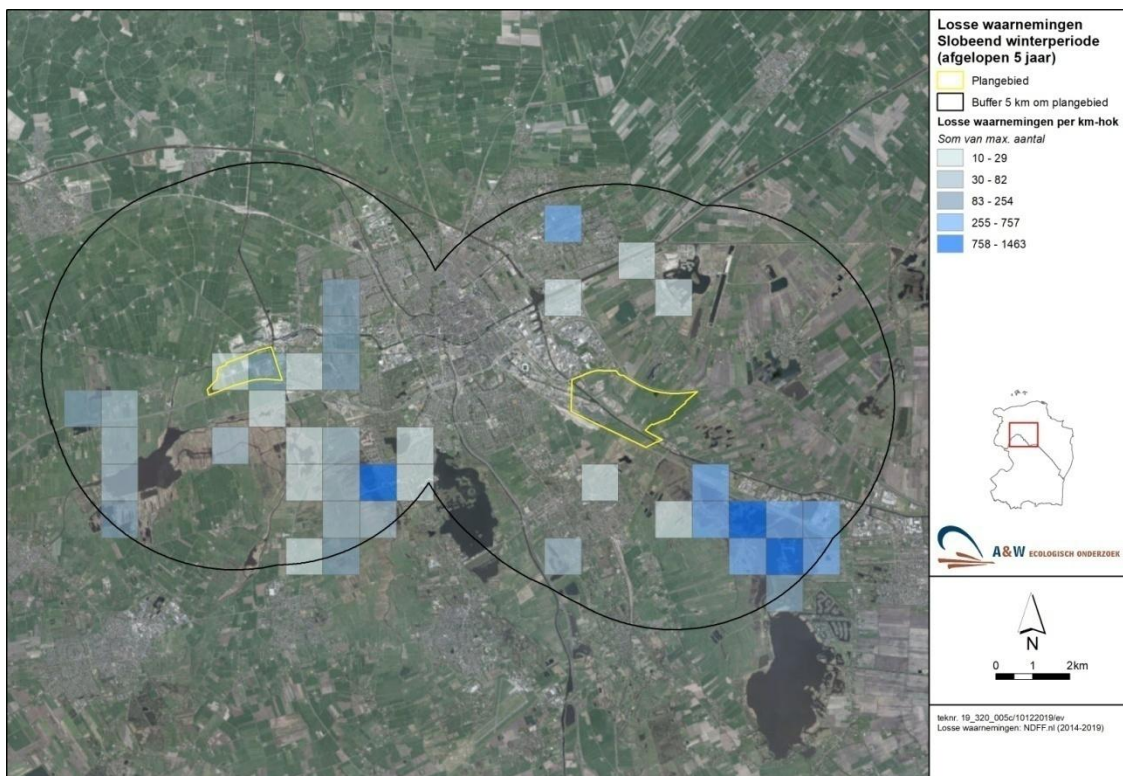 Losse waarnemingen
Slobeend winterperiode
(afgelopen 5 jaar)
Plangebied
Buffer 5 km om plangebied
Losse waarnemingen per km-hok
Som van max. aantal
10 - 29
30 - 82
83 - 254
255 - 757
758 - 1463
A&W ECOLOGISCH ONDERZOEK
N
0 1 2km
teknr. 19_320_005c/10122019/ev
Losse waarnemingen: NDFF.nl (2014-2019)